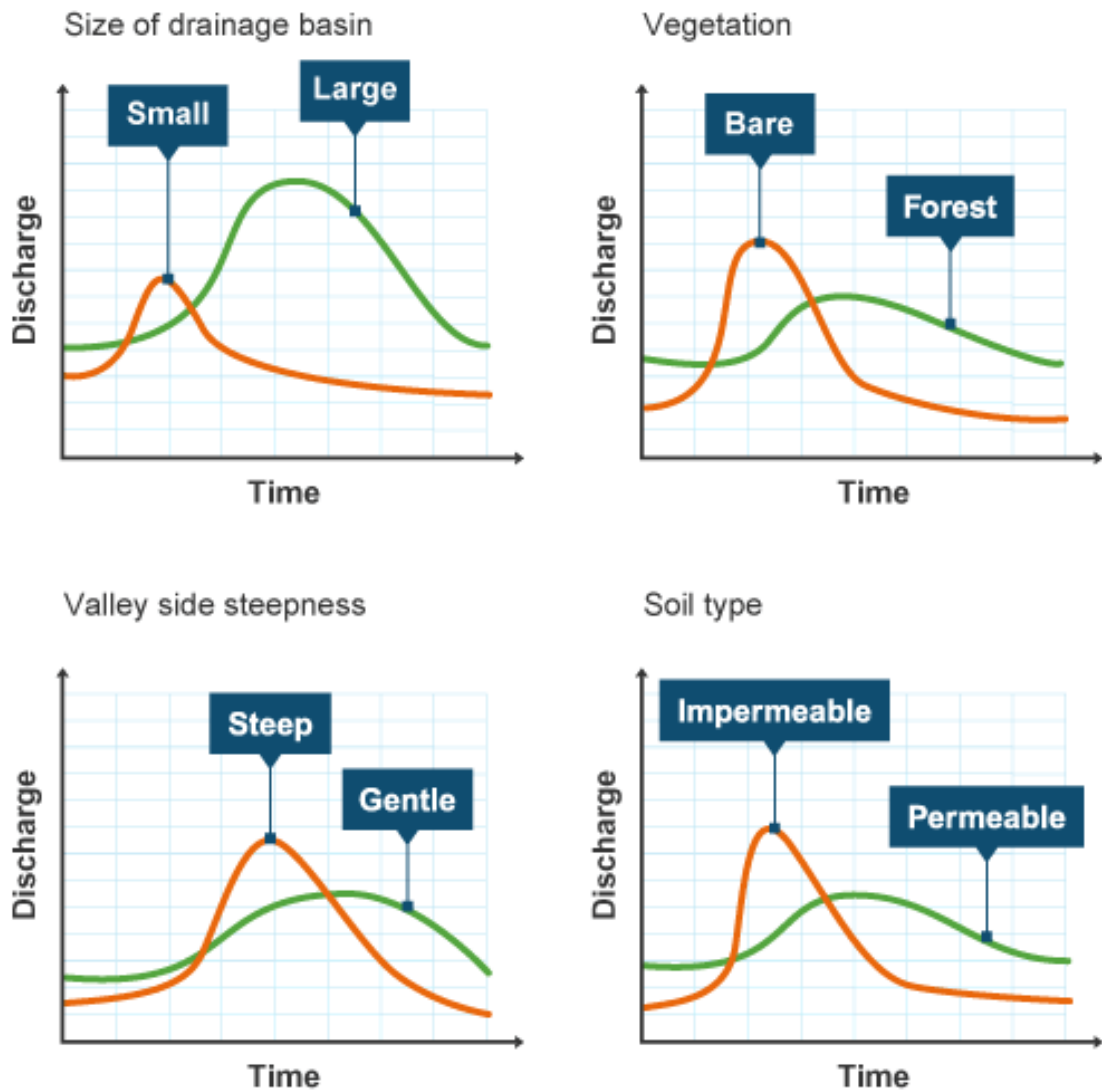 Size of drainage basin
Small
Large
Discharge
Time
Vegetation
Bare
Forest
Discharge
Time
Valley side steepness
Steep
Gentle
Discharge
Time
Soil type
Impermeable
Permeable
Discharge
Time